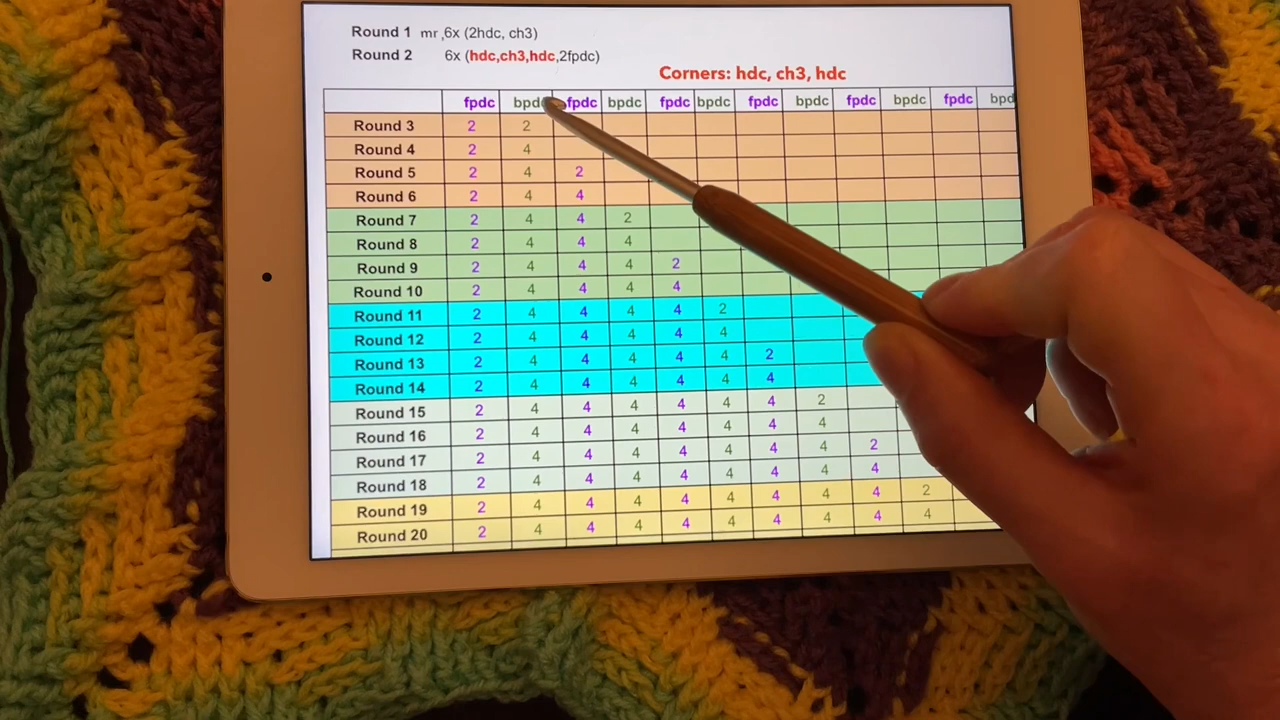 Round 1 mr ,6x (2hdc, ch3)
Round 2 6x (hdc,ch3,hdc,2fpdc)
Corners: hdc, ch3, hdc
fpdc bpdc fpdc bpdc fpdc bpdc fpdc bpdc fpdc bpdc fpdc bpd
Round 3 2 2
Round 4 2 4
Round 5 2 4 2
Round 6 2 4 4
Round 7 2 4 4 2
Round 8 2 4 4 4
Round 9 2 4 4 4 2
Round 10 2 4 4 4 4
Round 11 2 4 4 4 4 2
Round 12 2 4 4 4 4 4
Round 13 2 4 4 4 4 4 2
Round 14 2 4 4 4 4 4 4
Round 15 2 4 4 4 4 4 4 2
Round 16 2 4 4 4 4 4 4 4
Round 17 2 4 4 4 4 4 4 4 2
Round 18 2 4 4 4 4 4 4 4 4
Round 19 2 4 4 4 4 4 4 4 4 2
Round 20 2 4 4 4 4 4 4 4 4 4